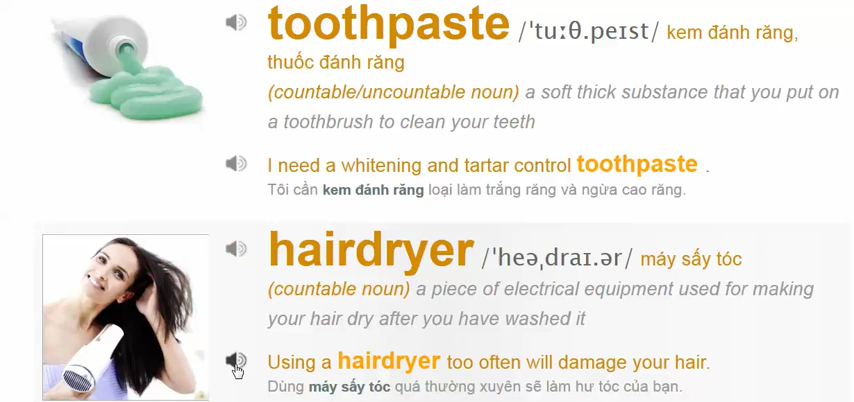 toothpaste /ˈtuːθ.peɪst/ kem đánh răng,
thuốc đánh răng
(countable/uncountable noun) a soft thick substance that you put on
a toothbrush to clean your teeth
I need a whitening and tartar control toothpaste .
Tôi cần kem đánh răng loại làm trắng răng và ngừa cao răng.
hairdryer /ˈheəˌdraɪ.ər/ máy sấy tóc
(countable noun) a piece of electrical equipment used for making
your hair dry after you have washed it
Using a hairdryer too often will damage your hair.
Dùng máy sấy tóc quá thường xuyên sẽ làm hư tóc của bạn.